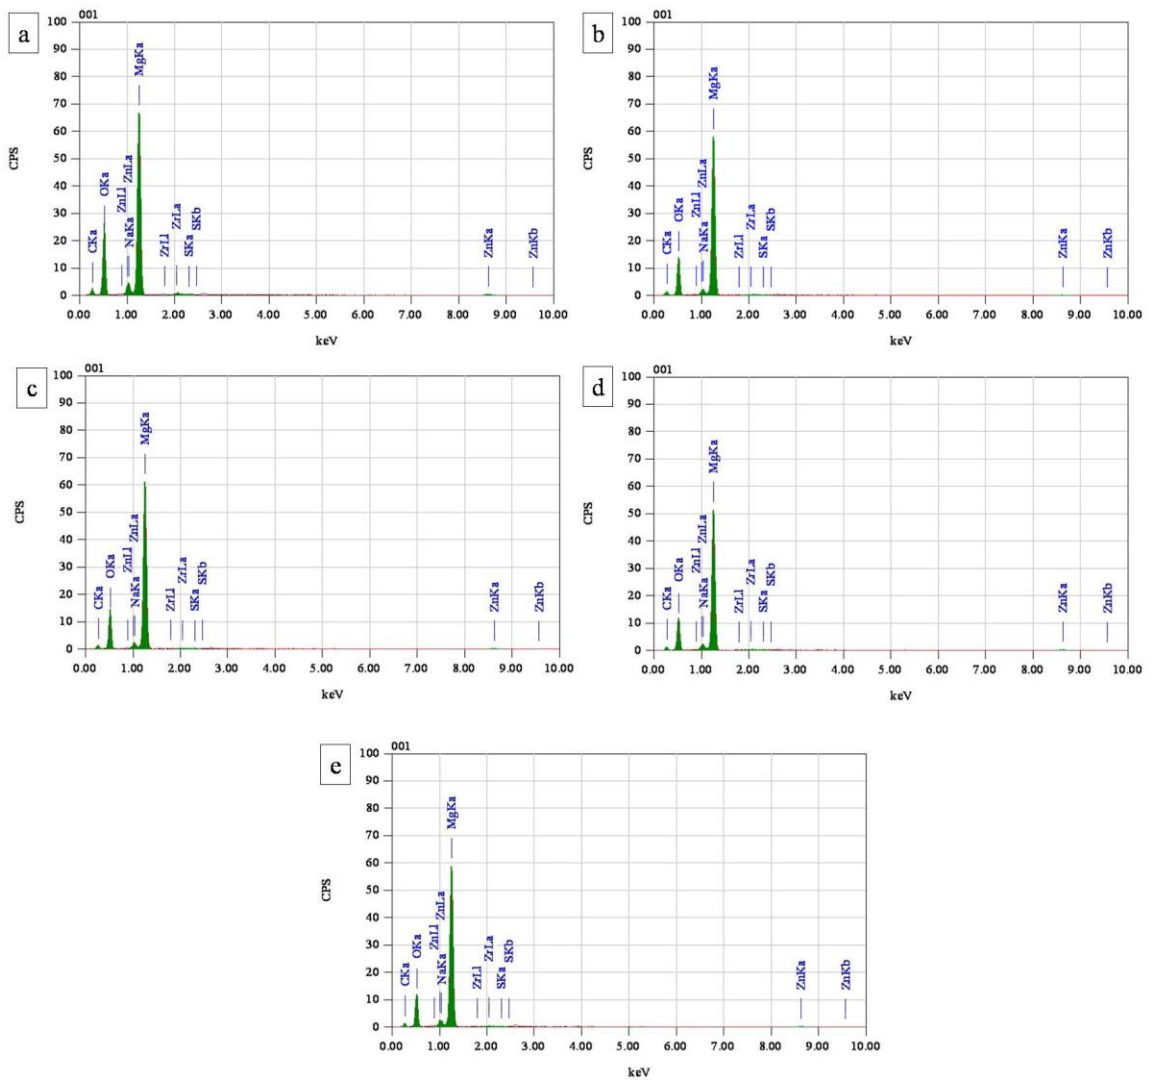 a
001
100
90
80
70
60
50
40
30
20
10
0
CPS
CKa
OKa
ZnLl
ZnLa
NaKa
MgKa
ZrLl
ZrLa
SKa
SKb
ZnKa
ZnKb
0.00 1.00 2.00 3.00 4.00 5.00 6.00 7.00 8.00 9.00 10.00
keV
b
001
100
90
80
70
60
50
40
30
20
10
0
CPS
CKa
OKa
ZnLl
ZnLa
NaKa
MgKa
ZrLl
ZrLa
SKa
SKb
ZnKa
ZnKb
0.00 1.00 2.00 3.00 4.00 5.00 6.00 7.00 8.00 9.00 10.00
keV
c
001
100
90
80
70
60
50
40
30
20
10
0
CPS
CKa
OKa
ZnLl
ZnLa
NaKa
MgKa
ZrLl
ZrLa
SKa
SKb
ZnKa
ZnKb
0.00 1.00 2.00 3.00 4.00 5.00 6.00 7.00 8.00 9.00 10.00
keV
d
001
100
90
80
70
60
50
40
30
20
10
0
CPS
CKa
OKa
ZnLl
ZnLa
NaKa
MgKa
ZrLl
ZrLa
SKa
SKb
ZnKa
ZnKb
0.00 1.00 2.00 3.00 4.00 5.00 6.00 7.00 8.00 9.00 10.00
keV
e
001
100
90
80
70
60
50
40
30
20
10
0
CPS
CKa
OKa
ZnLl
ZnLa
NaKa
MgKa
ZrLl
ZrLa
SKa
SKb
ZnKa
ZnKb
0.00 1.00 2.00 3.00 4.00 5.00 6.00 7.00 8.00 9.00 10.00
keV